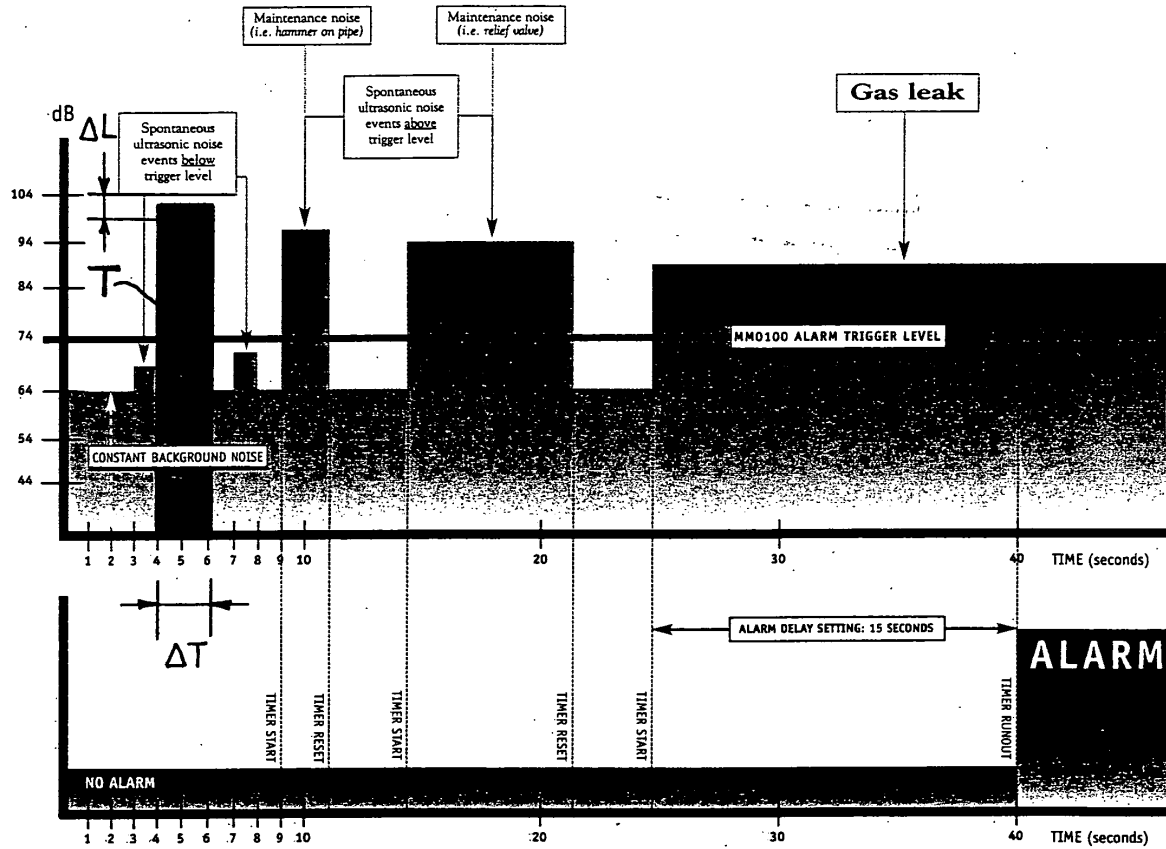 Maintenance noise
(i.e. hammer on pipe)
Maintenance noise
(i.e. relief valve)
Spontaneous
ultrasonic noise
events above
trigger level
Gas leak
dB
ΔL
Spontaneous
ultrasonic noise
events below
trigger level
104
94
84
74
64
54
44
T
MM0100 ALARM TRIGGER LEVEL
CONSTANT BACKGROUND NOISE
1 2 3 4 5 6 7 8 9 10 20 30 40 TIME (seconds)
ΔT
ALARM DELAY SETTING: 15 SECONDS
TIMER START
TIMER RESET
TIMER START
TIMER RESET
TIMER START
TIMER RUNOUT
ALARM
NO ALARM
1 2 3 4 5 6 7 8 9 10 20 30 40 TIME (seconds)